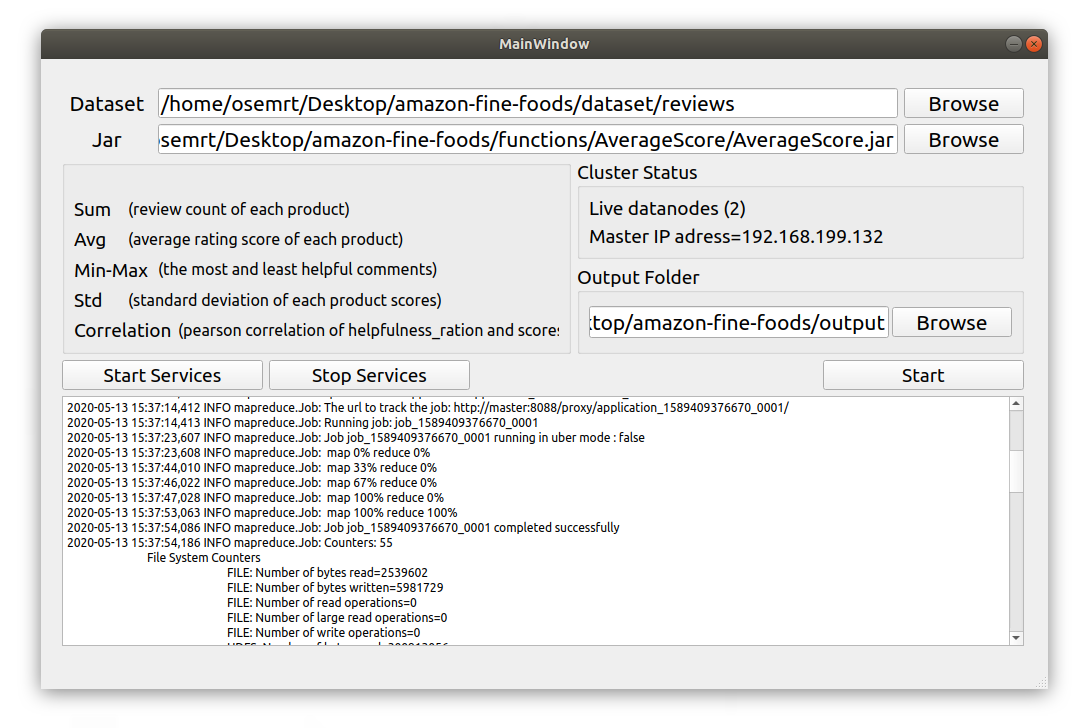 MainWindow
Dataset /home/osemrt/Desktop/amazon-fine-foods/dataset/reviews Browse
Jar semrt/Desktop/amazon-fine-foods/functions/AverageScore/AverageScore.jar Browse
Sum (review count of each product)
Avg (average rating score of each product)
Min-Max (the most and least helpful comments)
Std (standard deviation of each product scores)
Correlation (pearson correlation of helpfulness_ration and scores
Cluster Status
Live datanodes (2)
Master IP adress=192.168.199.132
Output Folder
top/amazon-fine-foods/output Browse
Start Services Stop Services Start
2020-05-13 15:37:14,412 INFO mapreduce.Job: The url to track the job: http://master:8088/proxy/application_1589409376670_0001/
2020-05-13 15:37:14,413 INFO mapreduce.Job: Running job: job_1589409376670_0001
2020-05-13 15:37:23,607 INFO mapreduce.Job: Job job_1589409376670_0001 running in uber mode : false
2020-05-13 15:37:23,608 INFO mapreduce.Job:  map 0% reduce 0%
2020-05-13 15:37:44,010 INFO mapreduce.Job:  map 33% reduce 0%
2020-05-13 15:37:46,022 INFO mapreduce.Job:  map 67% reduce 0%
2020-05-13 15:37:47,028 INFO mapreduce.Job:  map 100% reduce 0%
2020-05-13 15:37:53,063 INFO mapreduce.Job:  map 100% reduce 100%
2020-05-13 15:37:54,086 INFO mapreduce.Job: Job job_1589409376670_0001 completed successfully
2020-05-13 15:37:54,186 INFO mapreduce.Job: Counters: 55
File System Counters
FILE: Number of bytes read=2539602
FILE: Number of bytes written=5981729
FILE: Number of read operations=0
FILE: Number of large read operations=0
FILE: Number of write operations=0